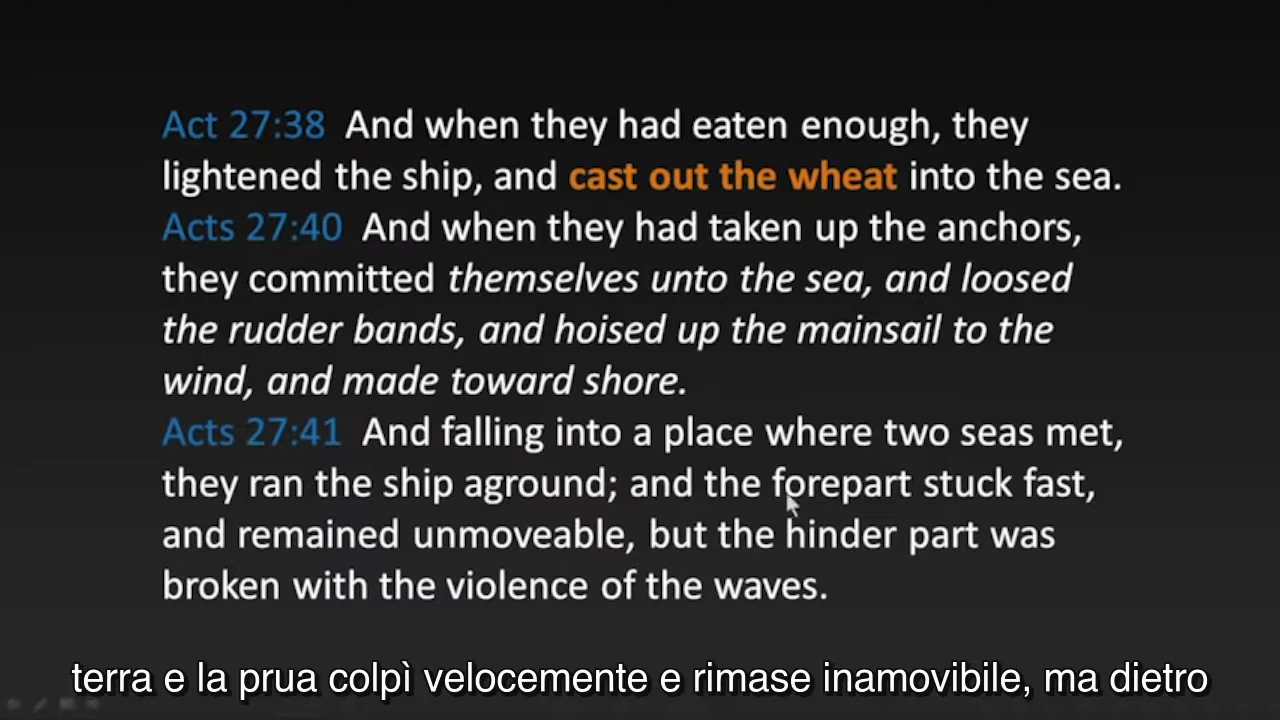 Act 27:38 And when they had eaten enough, they
lightened the ship, and cast out the wheat into the sea.
Acts 27:40 And when they had taken up the anchors,
they committed themselves unto the sea, and loosed
the rudder bands, and hoised up the mainsail to the
wind, and made toward shore.
Acts 27:41 And falling into a place where two seas met,
they ran the ship aground; and the forepart stuck fast,
and remained unmoveable, but the hinder part was
broken with the violence of the waves.
terra e la prua colpì velocemente e rimase inamovibile, ma dietro